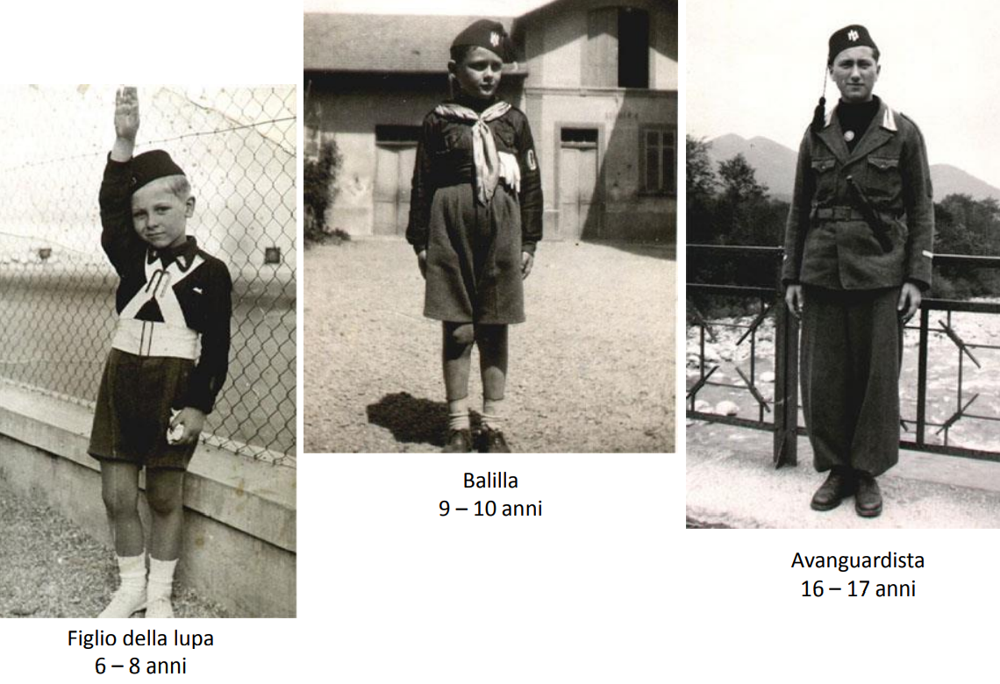 Figlio della lupa
6 – 8 anni
Balilla
9 – 10 anni
Avanguardista
16 – 17 anni